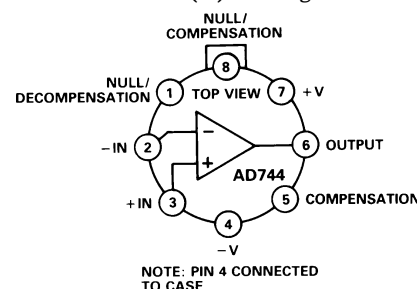 NULL/
COMPENSATION
8
NULL/
DECOMPENSATION
1
TOP VIEW
7
+V
-IN
2
−
6
OUTPUT
+
AD744
+IN
3
5
COMPENSATION
4
-V
NOTE: PIN 4 CONNECTED
TO CASE